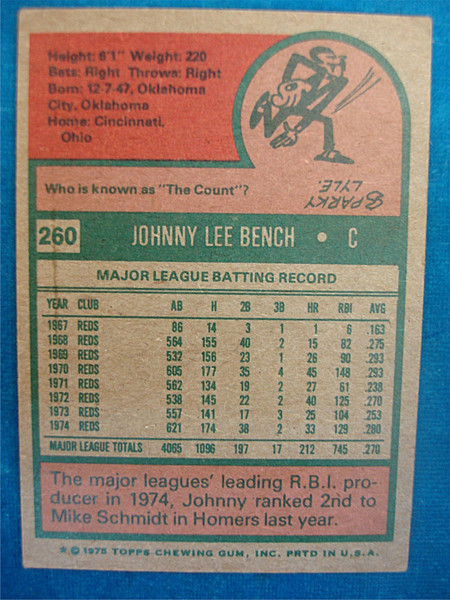 Height: 6'1" Weight: 220
Bats: Right Throws: Right
Born: 12-7-47, Oklahoma
City, Oklahoma
Home: Cincinnati,
Ohio
Who is known as "The Count"?
SPARKY
LYLE.
260 JOHNNY LEE BENCH • C
MAJOR LEAGUE BATTING RECORD
YEAR CLUB AB H 2B 3B HR RBI AVG
1967 REDS 86 14 3 1 1 6 .163
1968 REDS 564 155 40 2 15 82 .275
1969 REDS 532 156 23 1 26 90 .293
1970 REDS 605 177 35 4 45 148 .293
1971 REDS 562 134 19 2 27 61 .238
1972 REDS 538 145 22 2 40 125 .270
1973 REDS 557 141 17 3 25 104 .253
1974 REDS 621 174 38 2 33 129 .280
MAJOR LEAGUE TOTALS 4065 1096 197 17 212 745 .270
The major leagues' leading R.B.I. pro-
ducer in 1974, Johnny ranked 2nd to
Mike Schmidt in Homers last year.
* © 1975 TOPPS CHEWING GUM, INC. PRTD IN U.S.A.